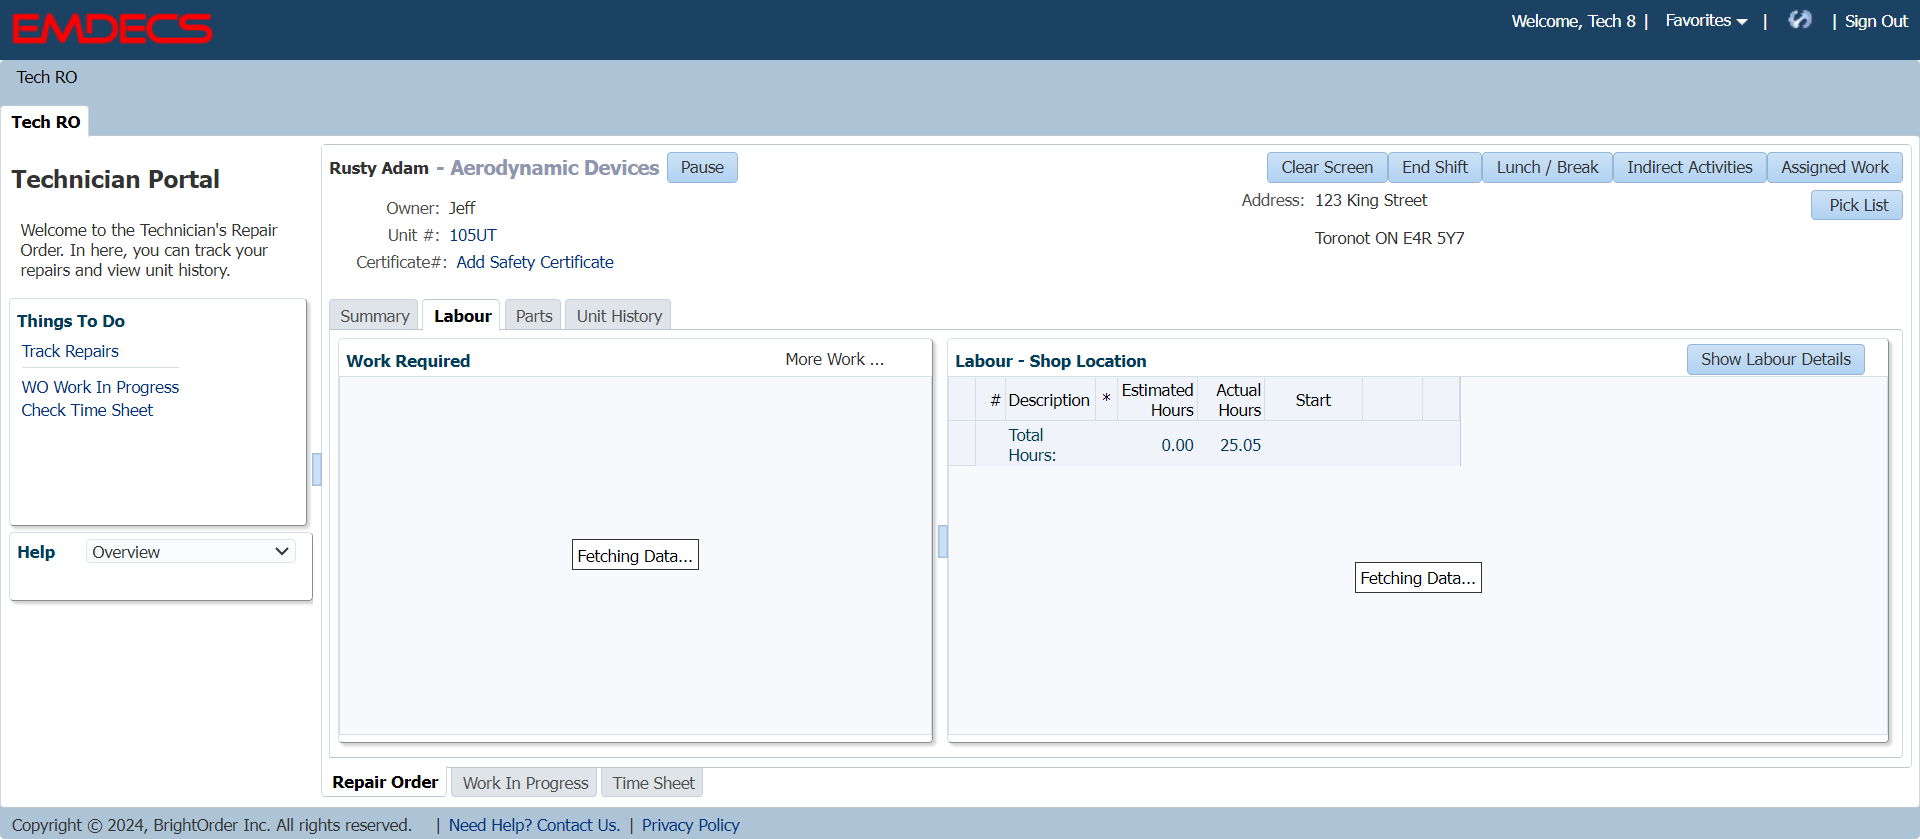 EMDECS
Welcome, Tech 8 | Favorites | | Sign Out
Tech RO
Tech RO
Technician Portal
Welcome to the Technician's Repair
Order. In here, you can track your
repairs and view unit history.
Things To Do
Track Repairs
WO Work In Progress
Check Time Sheet
Help Overview
Rusty Adam - Aerodynamic Devices Pause
Clear Screen End Shift Lunch / Break Indirect Activities Assigned Work
Pick List
Owner: Jeff
Unit #: 105UT
Certificate#: Add Safety Certificate
Address: 123 King Street
Toronot ON E4R 5Y7
Summary Labour Parts Unit History
Work Required More Work ...
Fetching Data...
Labour - Shop Location Show Labour Details
# Description * Estimated Hours Actual Hours Start
Total Hours: 0.00 25.05
Fetching Data...
Repair Order Work In Progress Time Sheet
Copyright © 2024, BrightOrder Inc. All rights reserved. | Need Help? Contact Us. | Privacy Policy